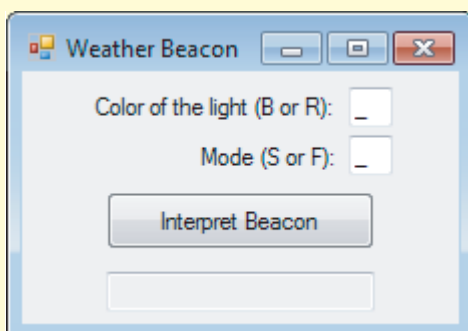 Weather Beacon
Color of the light (B or R): _
Mode (S or F): _
Interpret Beacon